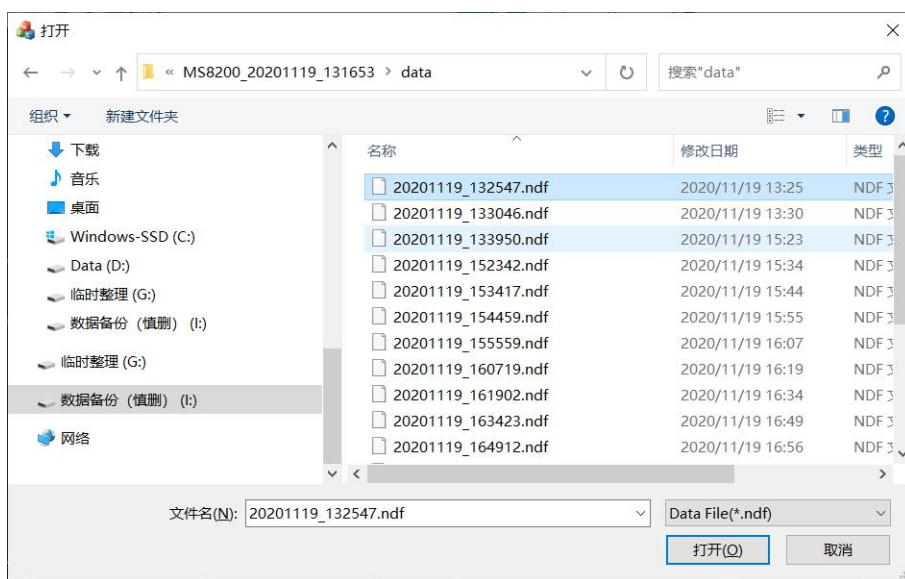 打开
« MS8200_20201119_131653 > data
搜索"data"
组织
新建文件夹
下载
音乐
桌面
Windows-SSD (C:)
Data (D:)
临时整理 (G:)
数据备份（慎删） (I:)
临时整理 (G:)
数据备份（慎删） (I:)
网络
名称 修改日期 类型
20201119_132547.ndf 2020/11/19 13:25 NDF
20201119_133046.ndf 2020/11/19 13:30 NDF
20201119_133950.ndf 2020/11/19 15:23 NDF
20201119_152342.ndf 2020/11/19 15:34 NDF
20201119_153417.ndf 2020/11/19 15:44 NDF
20201119_154459.ndf 2020/11/19 15:55 NDF
20201119_155559.ndf 2020/11/19 16:07 NDF
20201119_160719.ndf 2020/11/19 16:19 NDF
20201119_161902.ndf 2020/11/19 16:34 NDF
20201119_163423.ndf 2020/11/19 16:49 NDF
20201119_164912.ndf 2020/11/19 16:56 NDF
文件名(N): 20201119_132547.ndf
Data File(*.ndf)
打开(O)
取消